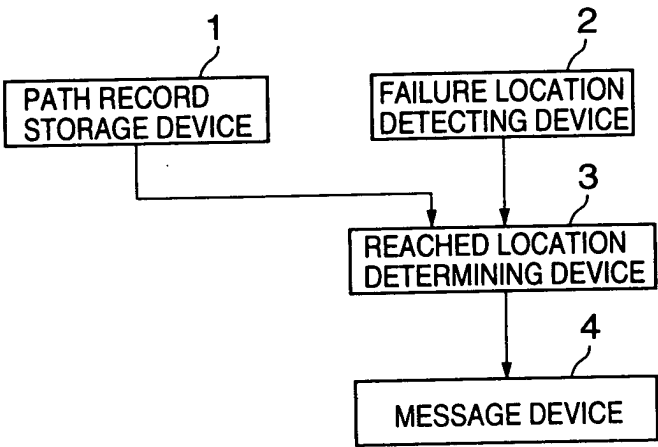 1
PATH RECORD
STORAGE DEVICE
2
FAILURE LOCATION
DETECTING DEVICE
3
REACHED LOCATION
DETERMINING DEVICE
4
MESSAGE DEVICE